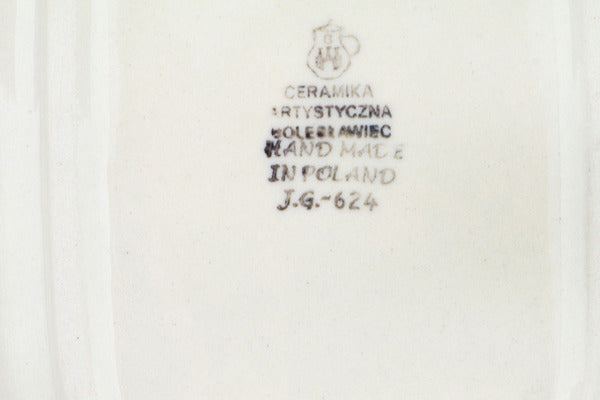 CERAMIKA
ARTYSTYCZNA
BOLESŁAWIEC
HAND MADE
IN POLAND
J.G.-624